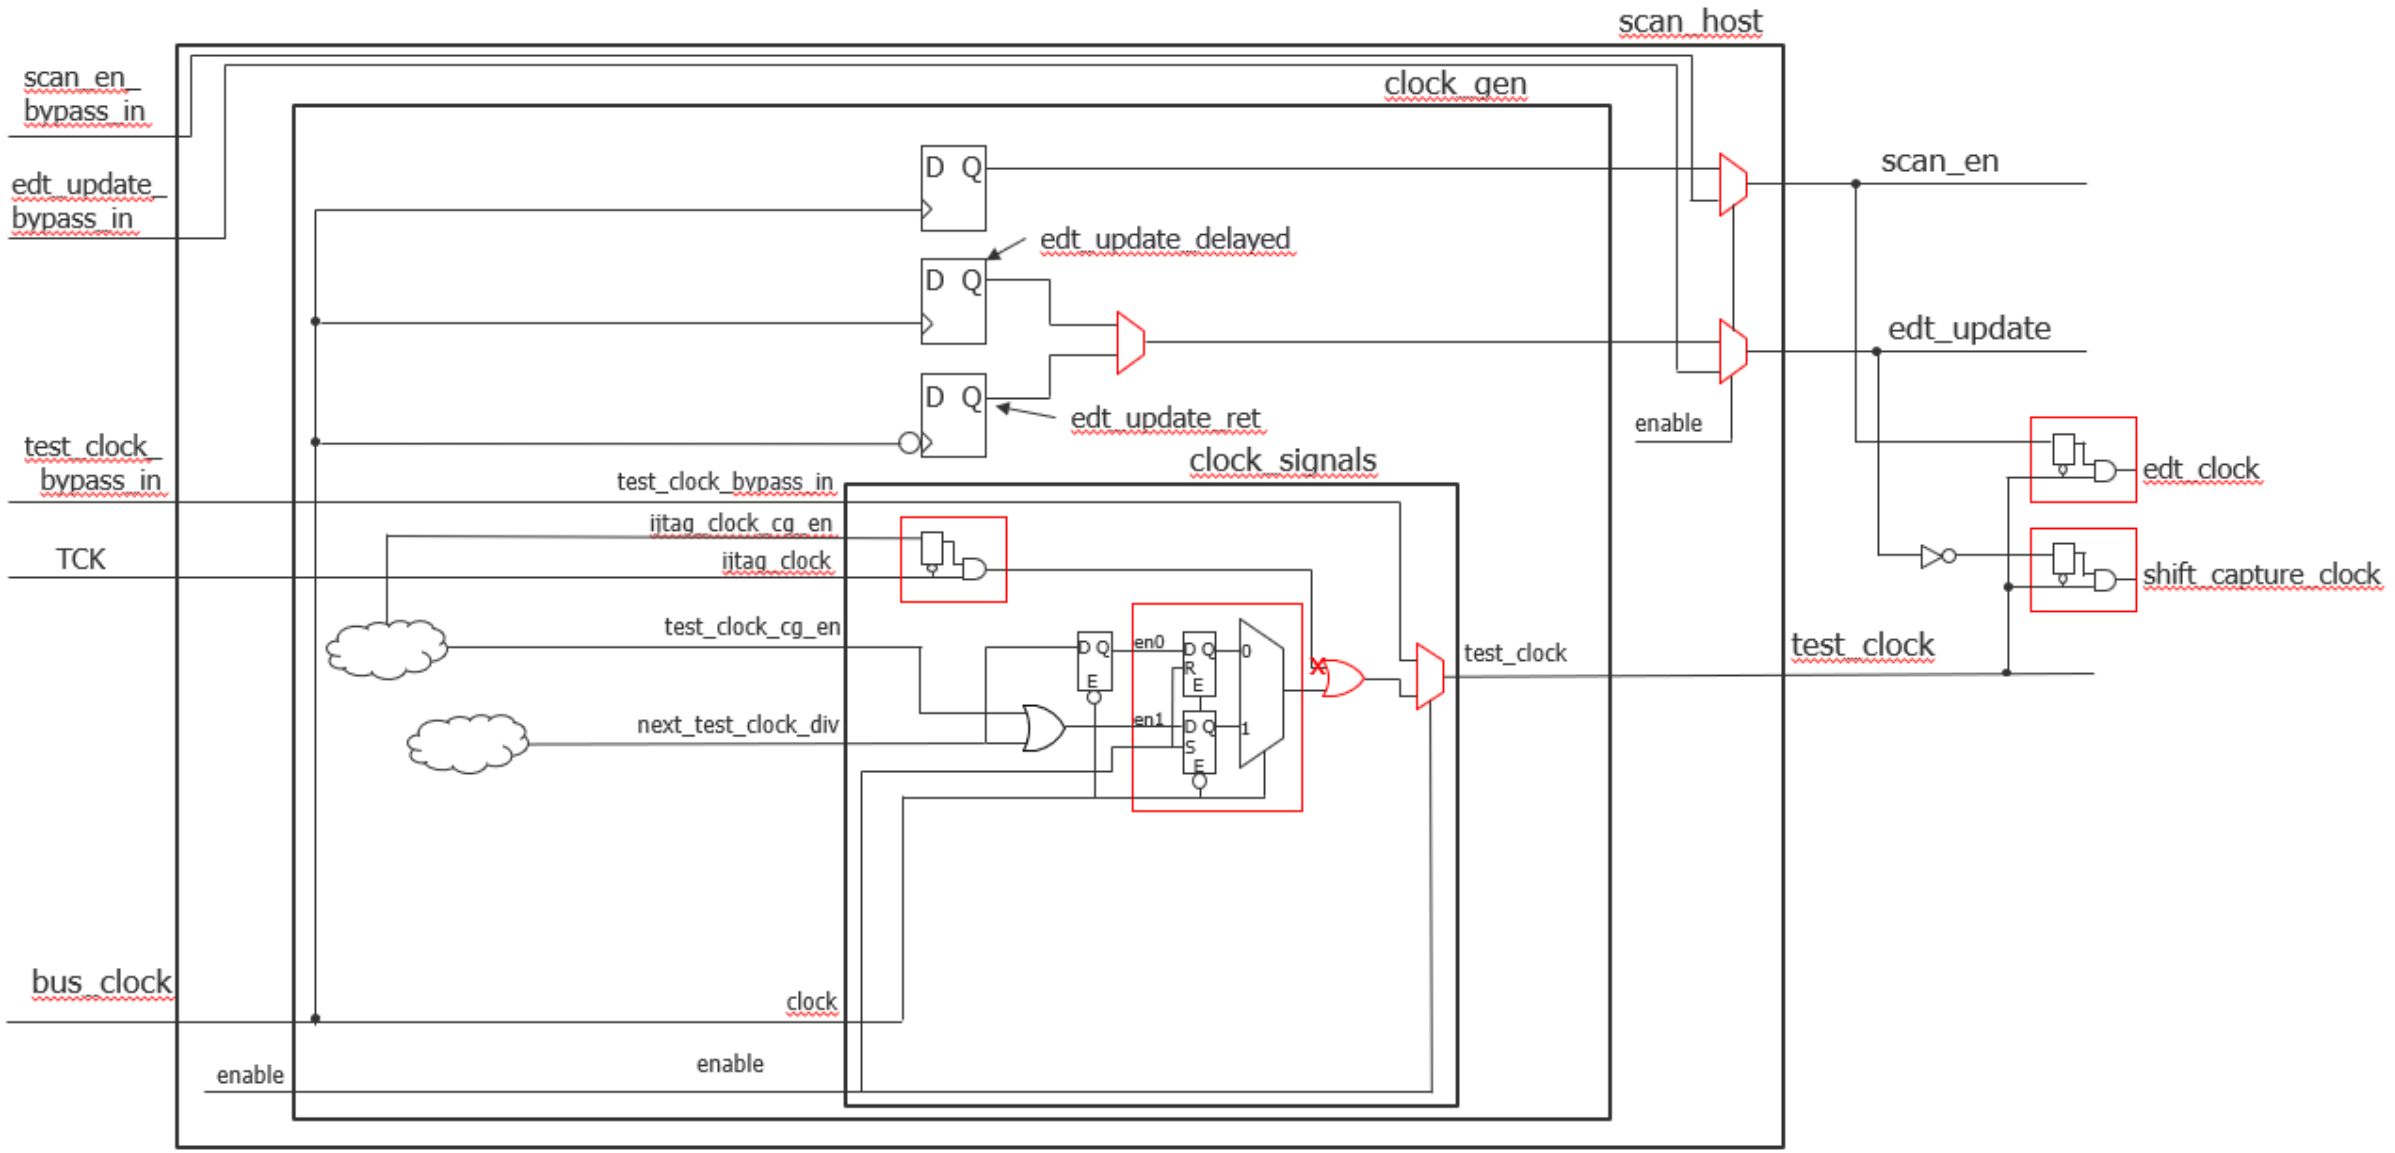 scan_host
scan_en_
bypass_in
clock_gen
D Q
scan_en
edt_update_
bypass_in
edt_update_delayed
D Q
edt_update
D Q
edt_update_ret
enable
test_clock_
bypass_in
clock_signals
test_clock_bypass_in
edt_clock
ijtag_clock_cg_en
TCK
ijtag_clock
shift_capture_clock
test_clock_cg_en
D Q
E
en0
D Q
R
E
0
X
test_clock
test_clock
next_test_clock_div
en1
D Q
S
E
1
bus_clock
clock
enable
enable